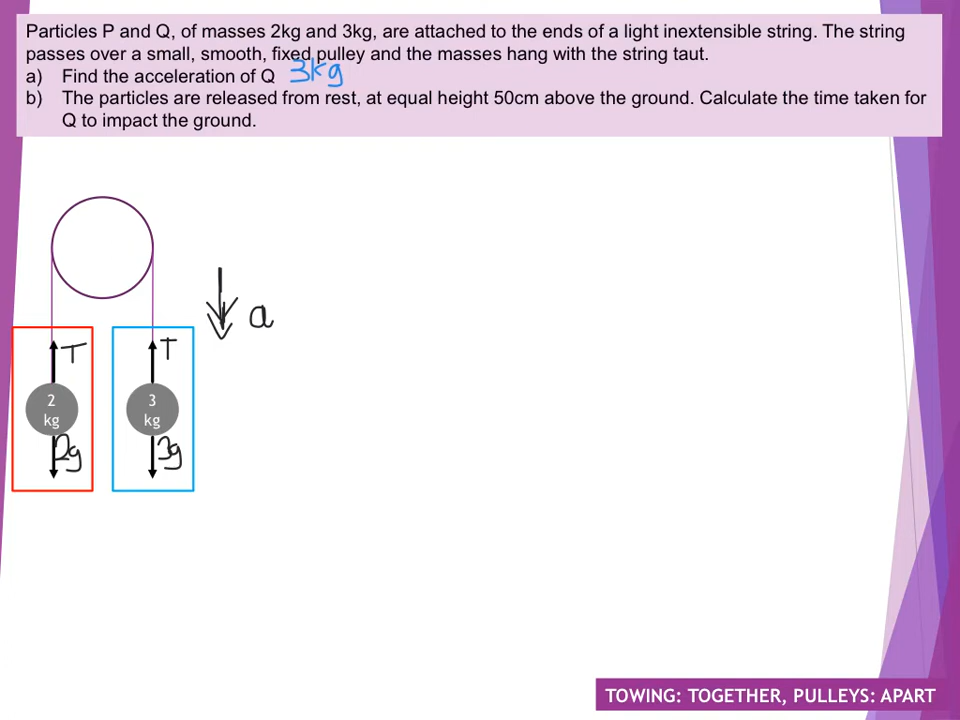 Particles P and Q, of masses 2kg and 3kg, are attached to the ends of a light inextensible string. The string
passes over a small, smooth, fixed pulley and the masses hang with the string taut.
a) Find the acceleration of Q 3kg
b) The particles are released from rest, at equal height 50cm above the ground. Calculate the time taken for
Q to impact the ground.
a
T T
2
kg
3
kg
2g 3g
TOWING: TOGETHER, PULLEYS: APART